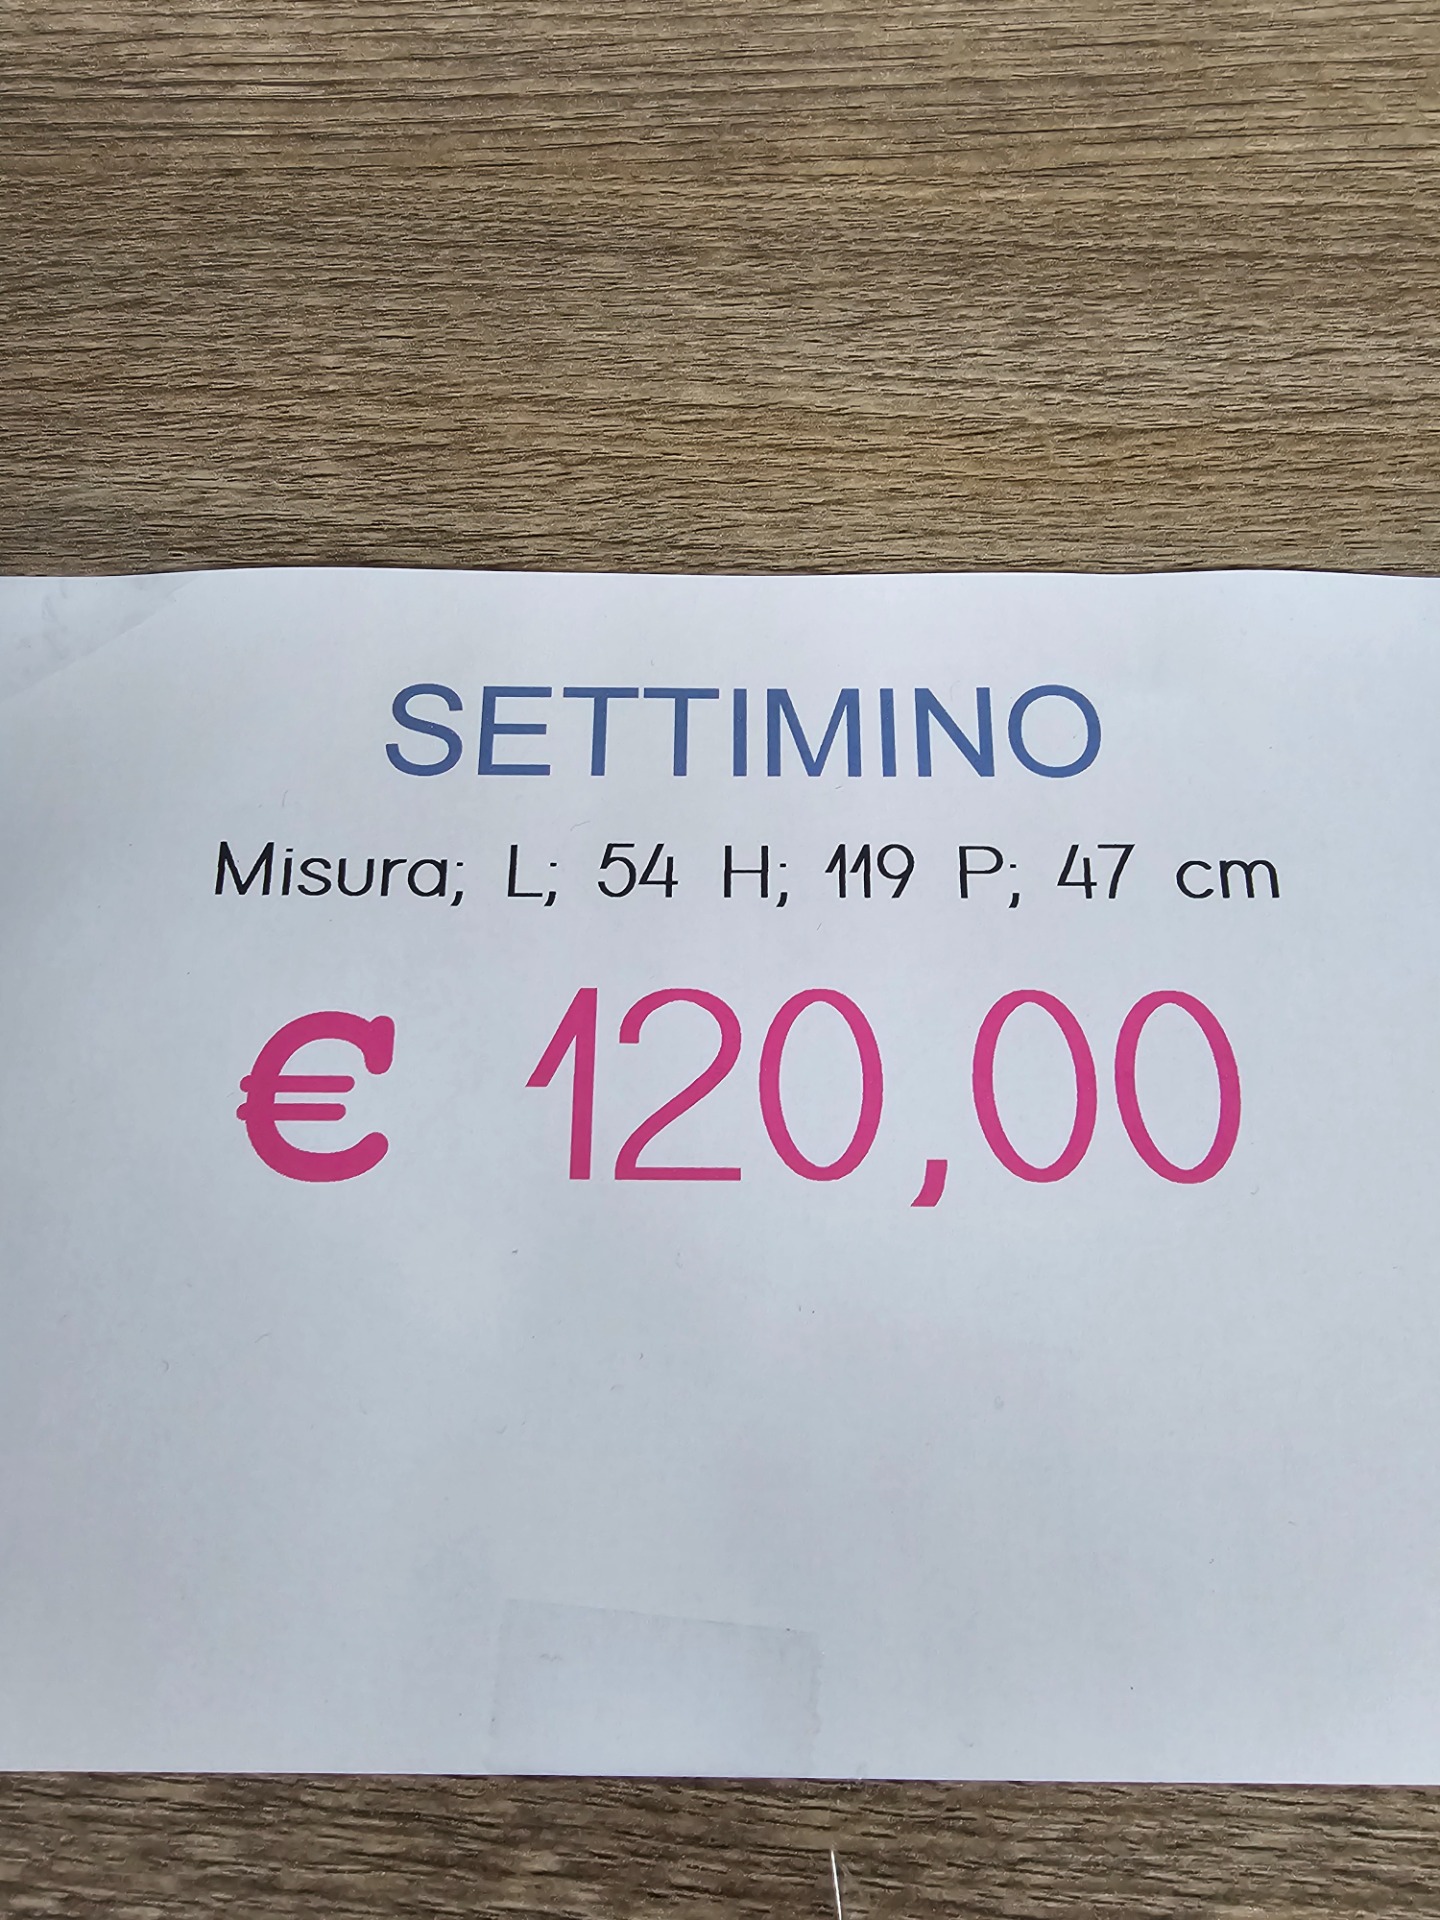 SETTIMINO
Misura; L; 54 H; 119 P; 47 cm
€ 120,00